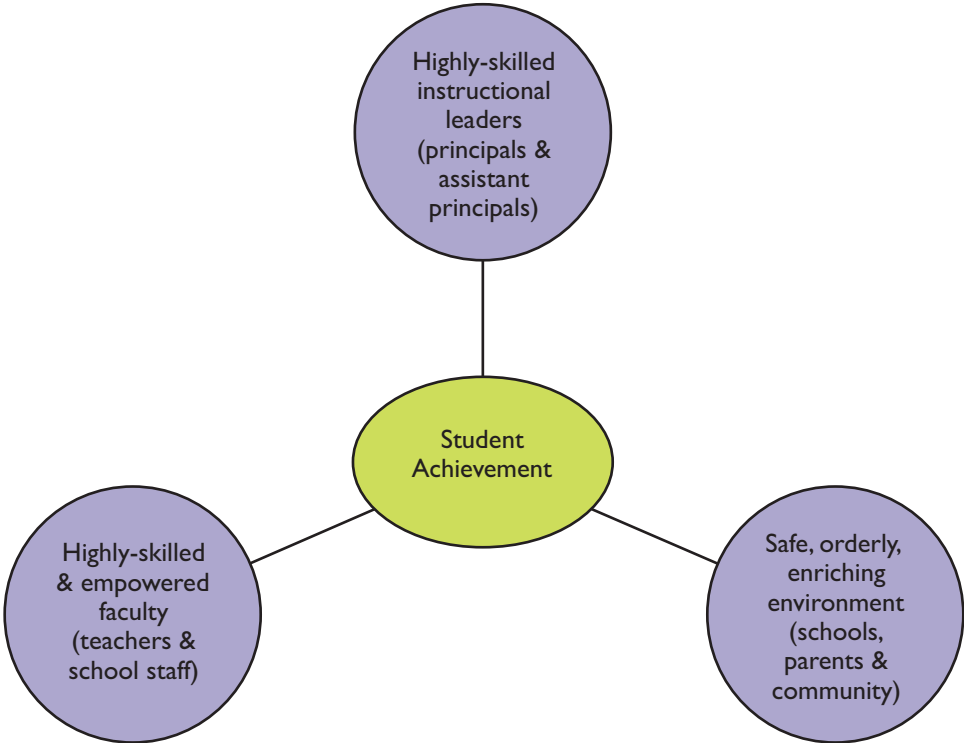 Highly-skilled
instructional
leaders
(principals &
assistant
principals)
Student
Achievement
Highly-skilled
& empowered
faculty
(teachers &
school staff)
Safe, orderly,
enriching
environment
(schools,
parents &
community)